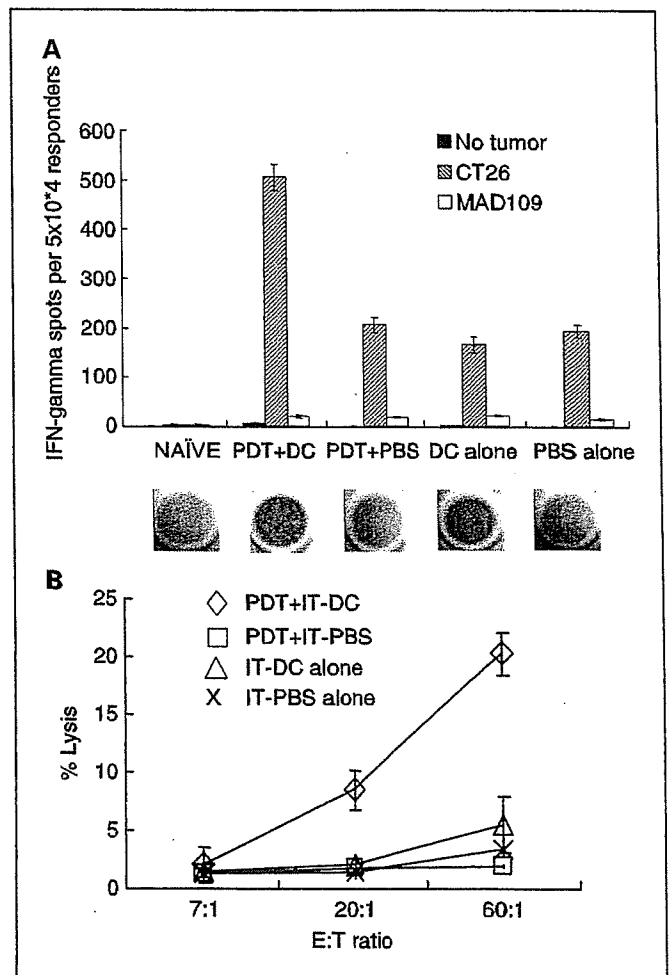 A
IFN-gamma spots per 5x10*4 responders
600
500
400
300
200
100
0
No tumor
CT26
MAD109
NAÏVE PDT+DC PDT+PBS DC alone PBS alone
B
% Lysis
25
20
15
10
5
0
PDT+IT-DC
PDT+IT-PBS
IT-DC alone
IT-PBS alone
7:1 20:1 60:1
E:T ratio